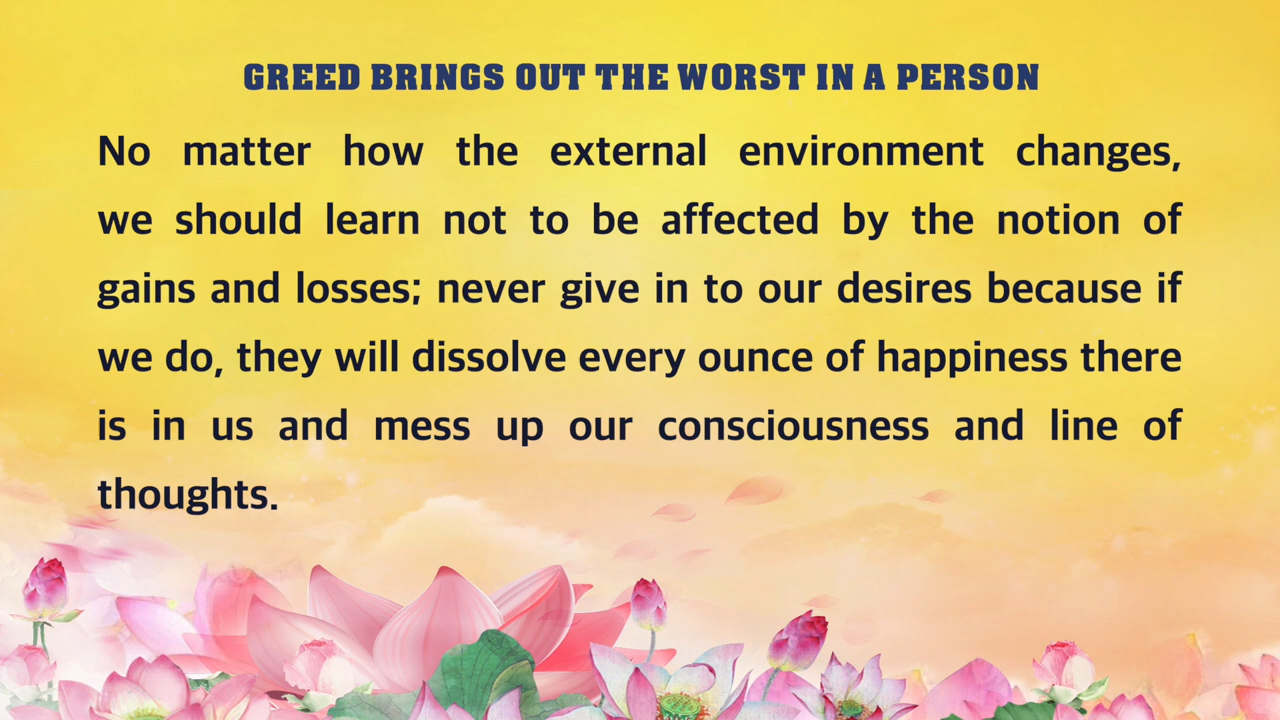 GREED BRINGS OUT THE WORST IN A PERSON
No matter how the external environment changes,
we should learn not to be affected by the notion of
gains and losses; never give in to our desires because if
we do, they will dissolve every ounce of happiness there
is in us and mess up our consciousness and line of
thoughts.